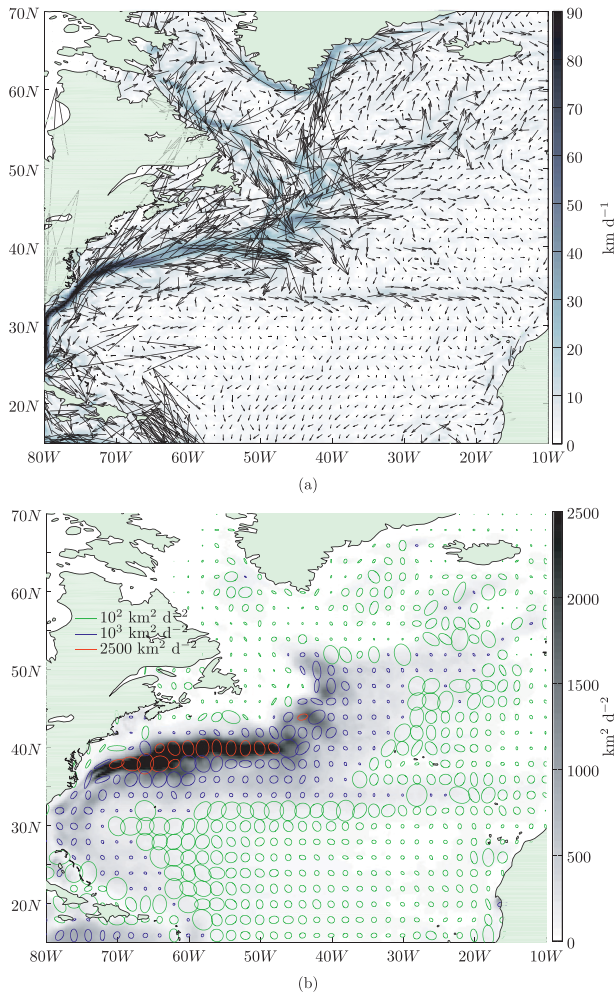 70N
60N
50N
40N
30N
20N
80W 70W 60W 50W 40W 30W 20W 10W
90
80
70
60
50
40
30
20
10
0
km d⁻¹
(a)
70N
60N
50N
40N
30N
20N
10² km² d⁻²
10³ km² d⁻²
2500 km² d⁻²
80W 70W 60W 50W 40W 30W 20W 10W
2500
2000
1500
1000
500
0
km² d⁻²
(b)